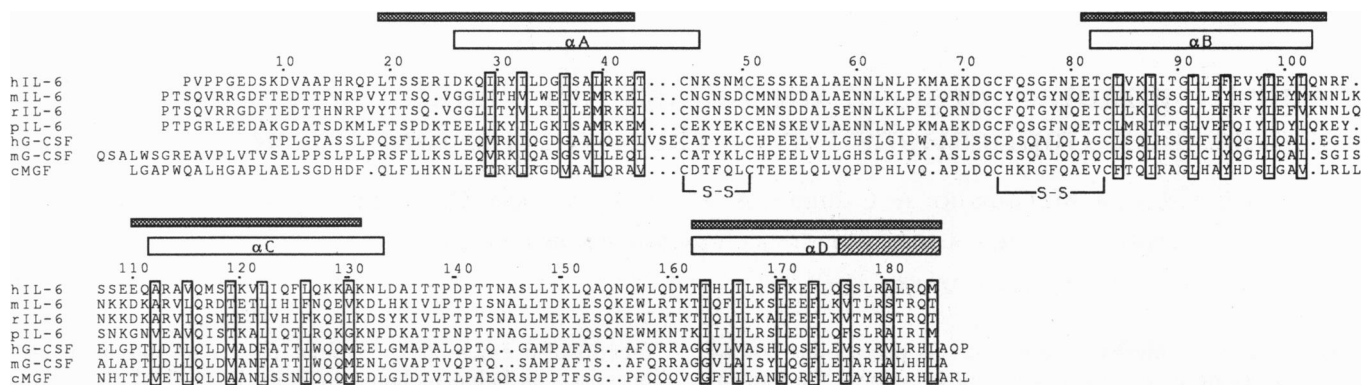 αA αB
10 20 30 40 50 60 70 80 90 100
hIL-6 PVPPGEDSKDVAAPHRQPLTSSERIDKQIRYILDGISALRKET...CNKSNMCESSKEALAENNLNLPKMAEKDGCFQSGFNEETCLVKIITGLLEFEVYLEYLQNRF.
mIL-6 PTSQVRRGDFTEDTTPNRPVYTTSQ.VGGLITHVLWEIVEMRKEL...CNGNSDCMNNDDALAENNLKLPEIQRNDGCYQTGYNQEICLLKISSGLLEYHSYLEYMKNNLK
rIL-6 PTSQVRRGDFTEDTTPNRPVYTTSQ.VGGLITYVLREILEMRKEL...CNGNSDCMNSDDALAENNLKLPEIQRNDGCYQTGYNQEICLLKISSGLLEFRFYLEFVKNNLQ
pIL-6 PTPGRLEEDAKGDATSDKMLFTSPDKTEELIKYILGKISAMRKEM...CEKYEKCENSKEVLAENNLNLPKMAEKDGCFQSGFNQETCLMRITTGLVEFQIYLDYLQKEY.
hG-CSF TPLGPASSLPQSFLLKCLEQVRKIQGDGAALQEKLVSECATYKLCHPEELVLLGHSLGIPW.APLSSCPSQALQLAGCLSQLHSGLFLYQGLLQAL.EGIS
mG-CSF QSALWSGREAVPLVTVSALPPSLPLPRSFLLKSLEQVRKIQASGSVLLEQL...CATYKLCHPEELVLLGHSLGIPK.ASLSGCSSQALQQTQCLSQLHSGLCLYQGLLQAL.SGIS
cMGF LGAPWQALHGAPLAELSGDHDF.QLFLHKNLEFTRKIRGDVAALQRAV...CDTFQLCTEEELQLVQPDPHLVQ.APLDQCHKRGFQAEVCFTQIRAGLHAYHDSLGAV.LRLL
S-S S-S
αC αD
110 120 130 140 150 160 170 180
hIL-6 SSEEQARAVQMSTKVLIQFLQKKAKNLDAITTPDPTTNASLLTKLQAQNQWLQDMTTHLILRSFKEFLQSSLRALRQM
mIL-6 NKKDKARVLQRDTETLIHIFNQEVKDLHKIVLPTPISNALLTDKLESQKEWLRTKTIQFILKSLEEFLKVTLRSTRQT
rIL-6 NKKDKARVIQSNTETLVHIFKQEIKDSYKIVLPTPTSNALLMEKLESQKEWLRTKTIQLILKALEEFLKVTMRSTRQT
pIL-6 SNKGNVEAVQISTKALIQTLRQKGKNPDKATTPNPTTNAGLLDKLQSQNEWMKNTKIILILRSLEDFLQFSLRAIRIM
hG-CSF ELGPTLDTLQLDVADFATTIWQQMEELGMAPALQPTQ..GAMPAFAS..AFQRRAGGVLVASHLQSFLEVSYRVLRHLAQP
mG-CSF ALAPTLDLLQLDVANFATTIWQQMENLGVAPTVQPTQ..SAMPAFTS..AFQRRAGGVLAISYLQGFLETARLALHHLA
cMGF NHTTLVETLQLDAANLSSNIQQQMEDLGLDTVTLPAEQRSPPPTFSG..PFQQQVGGFFILANFQRFLETAYRALRHLARL